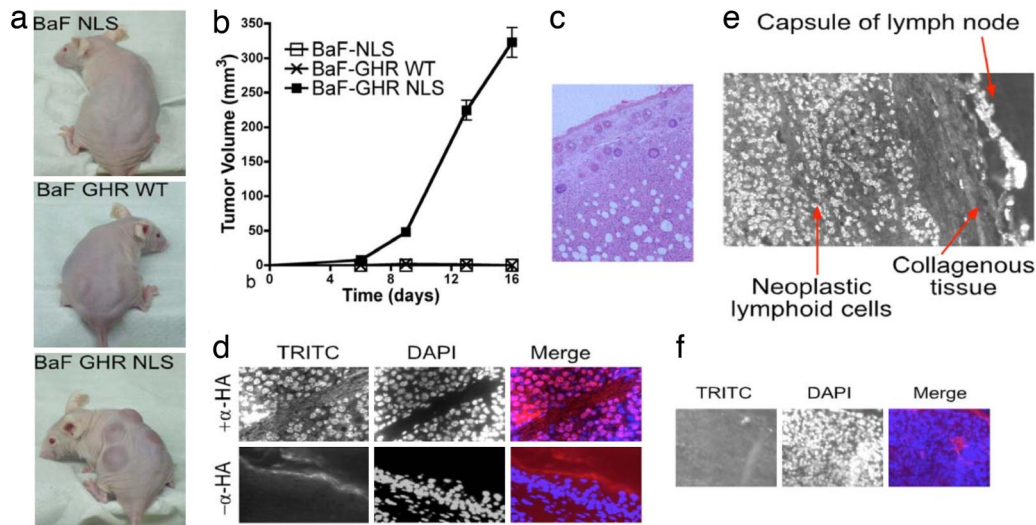 a
BaF NLS
BaF GHR WT
BaF GHR NLS
b
Tumor Volume (mm³)
350
300
250
200
150
100
50
0
BaF-NLS
BaF-GHR WT
BaF-GHR NLS
b
0
4
8
12
16
Time (days)
c
d
TRITC
DAPI
Merge
+α-HA
−α-HA
e
Capsule of lymph node
Neoplastic
lymphoid cells
Collagenous
tissue
f
TRITC
DAPI
Merge